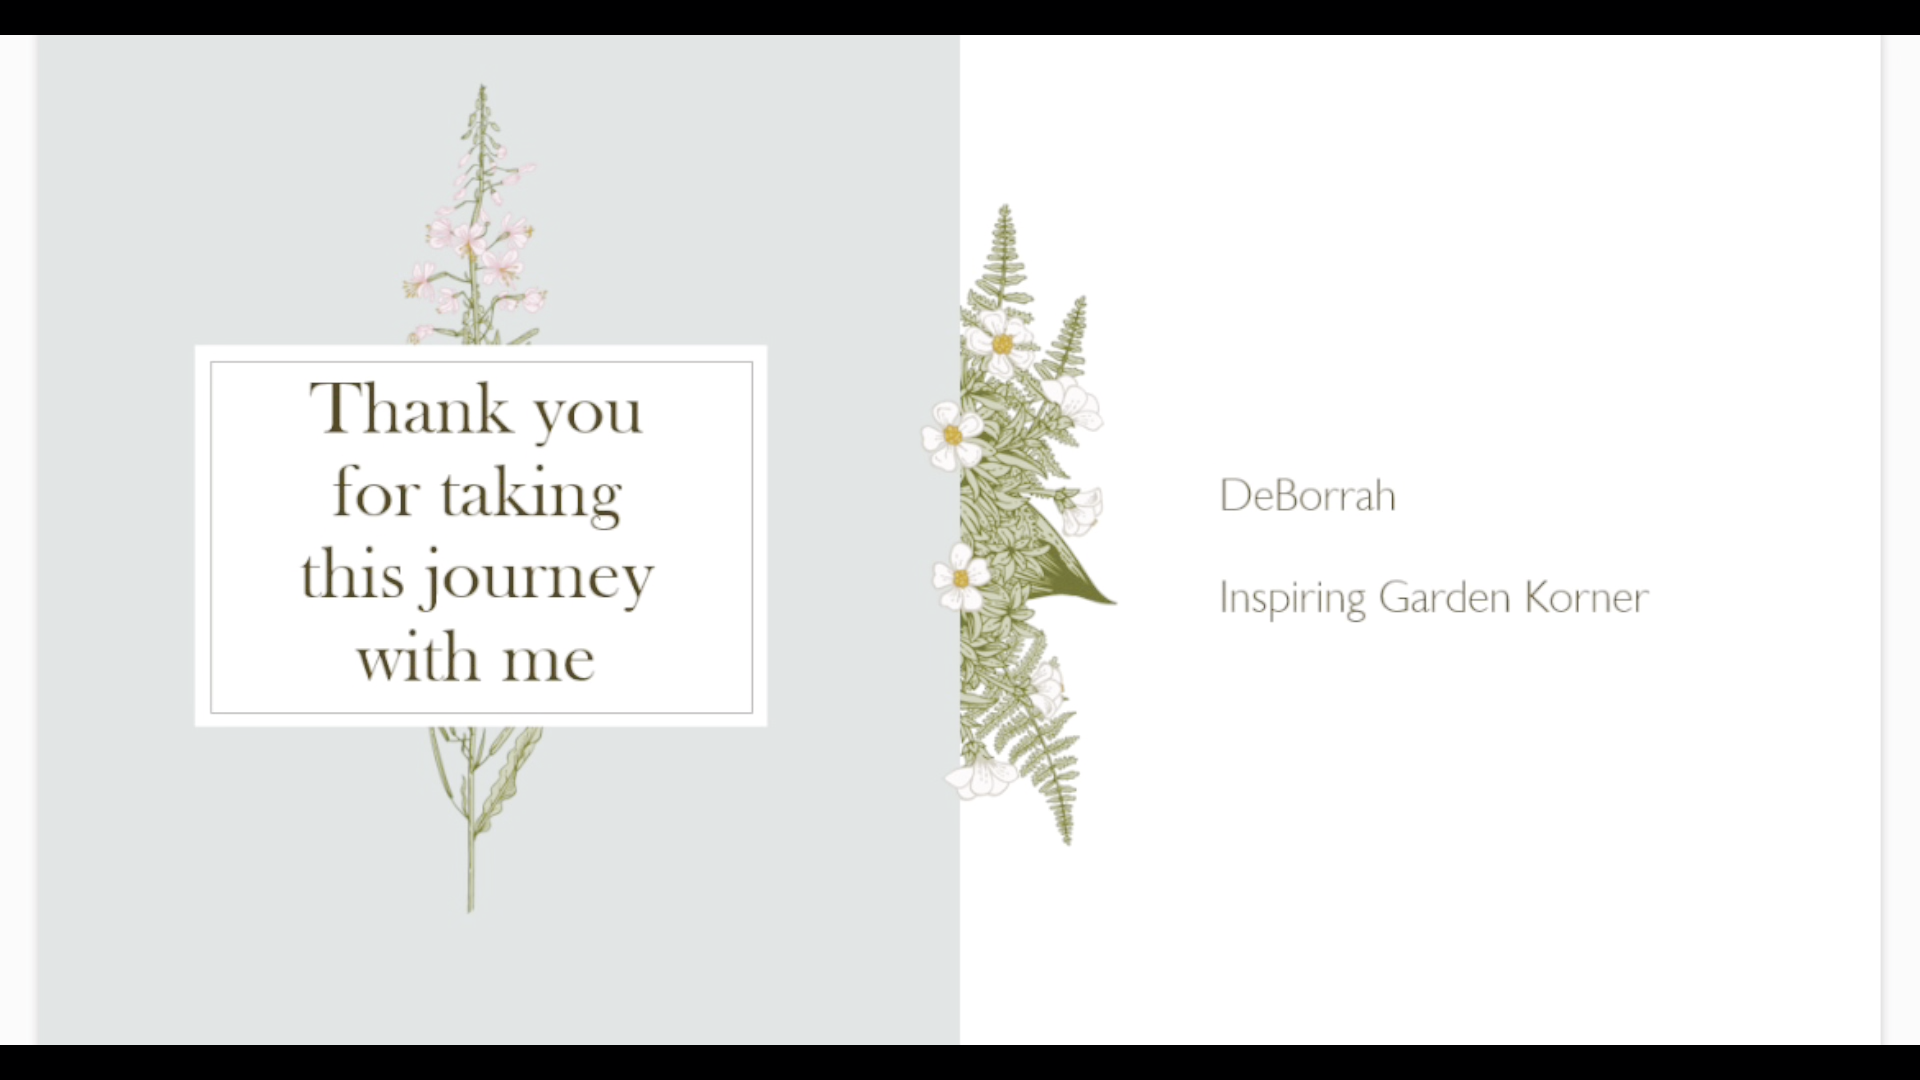 Thank you
for taking
this journey
with me
DeBorrah
Inspiring Garden Korner